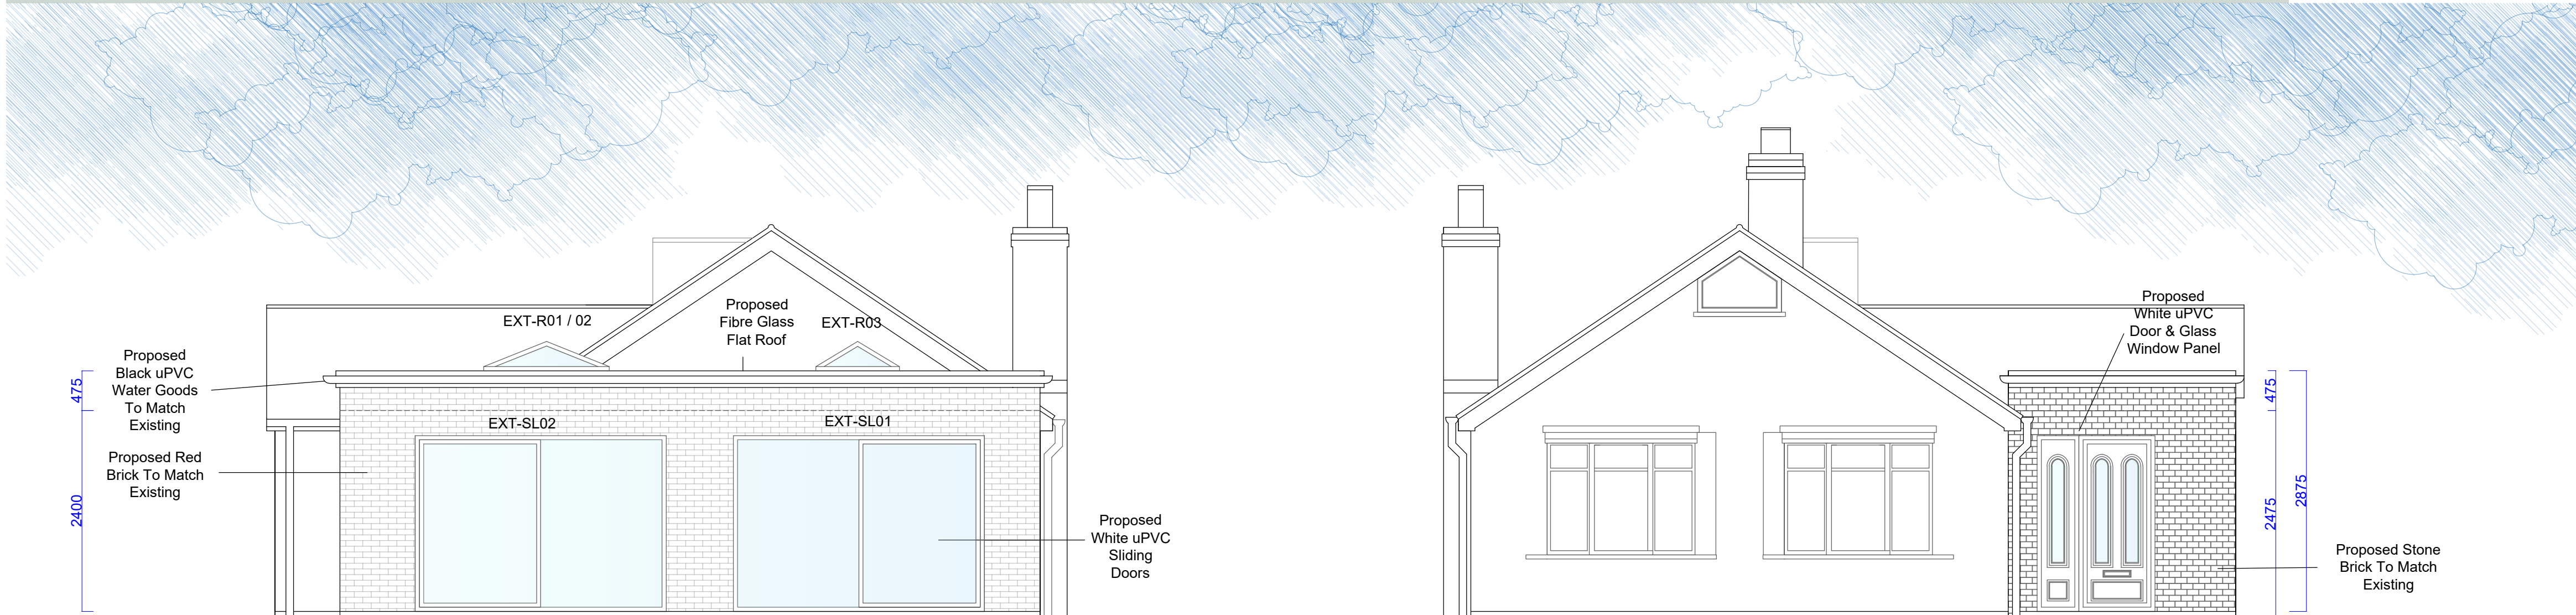 EXT-R01 / 02
Proposed
Fibre Glass
Flat Roof
EXT-R03
Proposed
Black uPVC
Water Goods
To Match
Existing
475
EXT-SL02
EXT-SL01
Proposed Red
Brick To Match
Existing
2400
Proposed
White uPVC
Sliding
Doors
Proposed
White uPVC
Door & Glass
Window Panel
475
2875
2475
Proposed Stone
Brick To Match
Existing